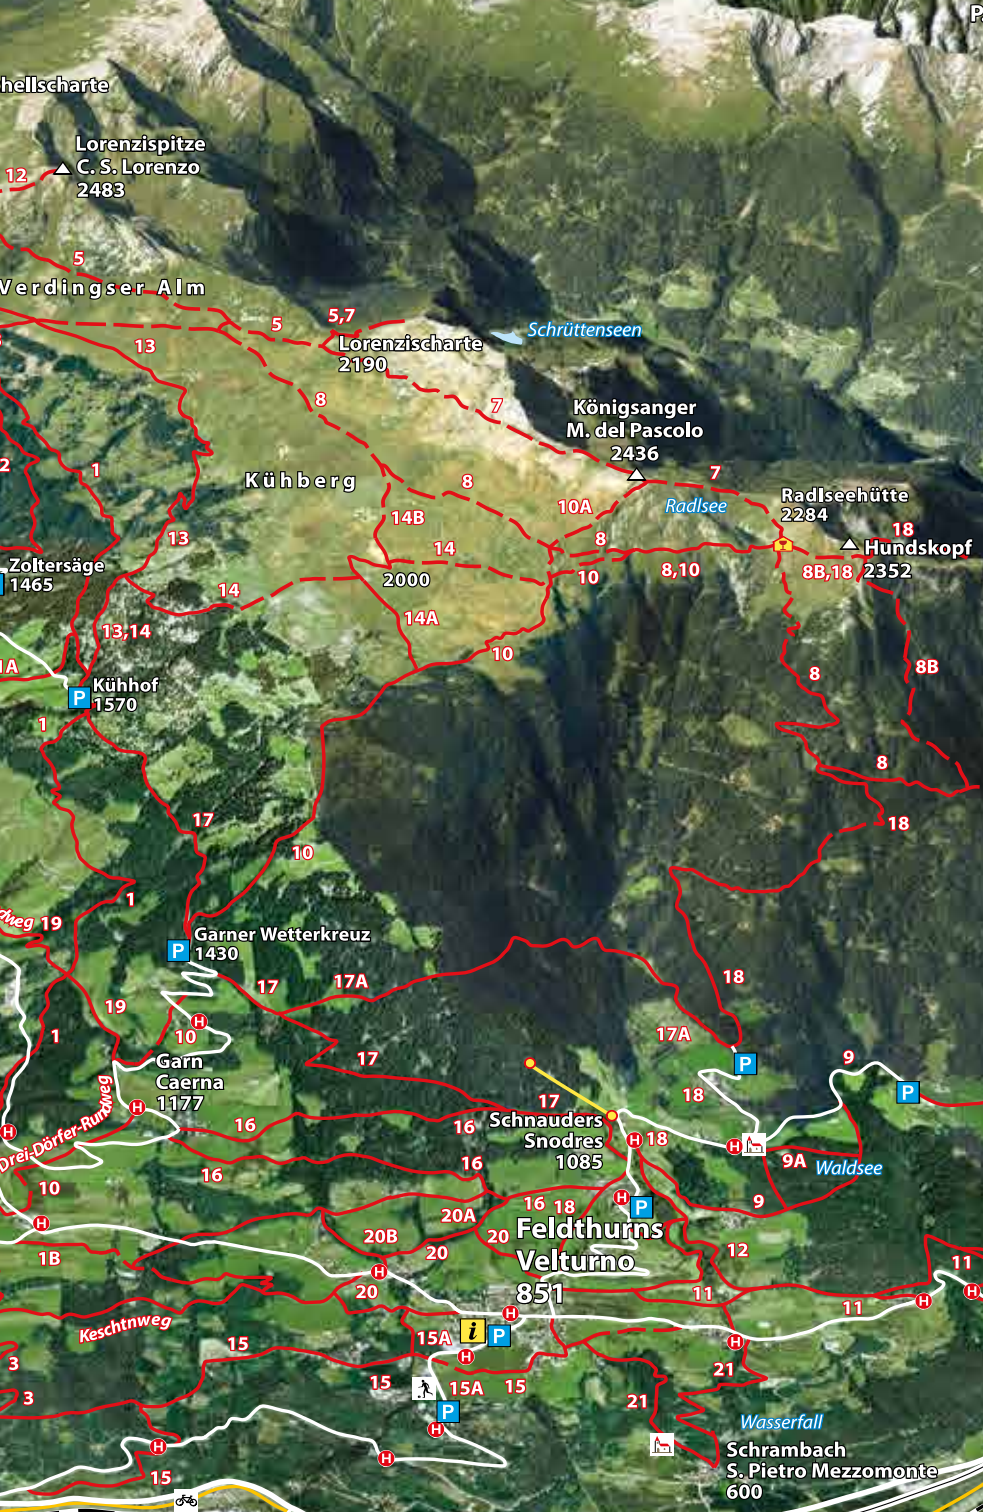 P
hellscharte
Lorenzispitze
C. S. Lorenzo
2483
12
5
Verdingser Alm
5,7
5
Schrüttenseen
13
Lorenzischarte
2190
8
7
Königsanger
M. del Pascolo
2436
2
1
Kühberg
8
7
10A
Radlsee
Radlseehütte
2284
14B
18
13
8
Hundskopf
2352
14
Zoltersäge
1465
2000
10
8,10
8B,18
14
14A
13,14
10
1A
8
8B
Kühhof
1570
1
8
17
18
10
1
19
Garner Wetterkreuz
1430
P
17
17A
18
19
10
H
17A
1
Garn
Caerna
1177
17
P
9
P
18
17
H
Drei-Dörfer-Rundweg
16
16
Schnauders
Snodres
1085
H
18
H
H
9A
Waldsee
16
16
10
H
P
16
18
9
20A
H
Feldthurns
Velturno
851
20B
20
20
12
1B
H
11
20
11
11
H
H
H
Keschtnweg
i
P
15A
H
15
H
3
15
15A
15
21
21
3
P
H
Wasserfall
H
H
Schrambach
S. Pietro Mezzomonte
600
15